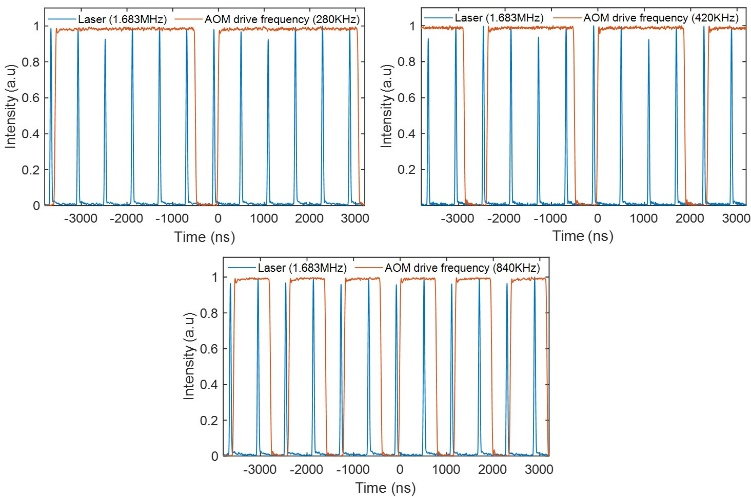 Laser (1.683MHz) AOM drive frequency (280KHz)
1
0.8
0.6
0.4
0.2
0
Intensity (a.u)
-3000 -2000 -1000 0 1000 2000 3000
Time (ns)
Laser (1.683MHz) AOM drive frequency (420KHz)
1
0.8
0.6
0.4
0.2
Intensity (a.u)
-3000 -2000 -1000 0 1000 2000 3000
Time (ns)
Laser (1.683MHz) AOM drive frequency (840KHz)
1
0.8
0.6
0.4
0.2
0
Intensity (a.u)
-3000 -2000 -1000 0 1000 2000 3000
Time (ns)